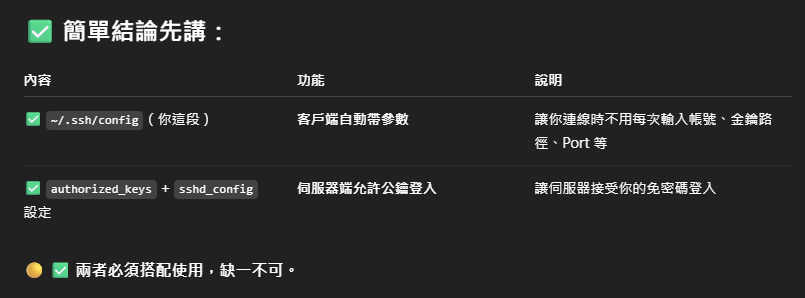 ✅ 簡單結論先講：
內容 功能 說明
✅ ~/.ssh/config（你這段） 客戶端自動帶參數 讓你連線時不用每次輸入帳號、金鑰路
徑、Port 等
✅ authorized_keys + sshd_config 伺服器端允許公鑰登入 讓伺服器接受你的免密碼登入
設定
🟡 ✅ 兩者必須搭配使用，缺一不可。